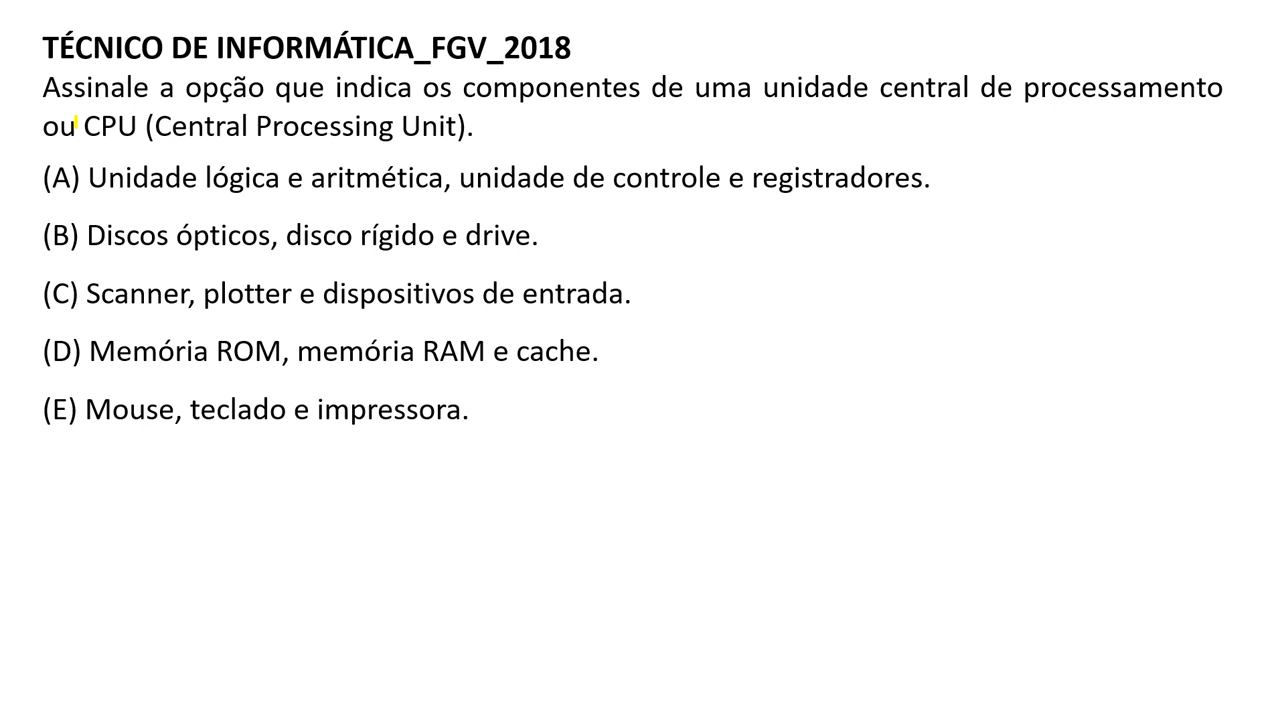 TÉCNICO DE INFORMÁTICA_FGV_2018
Assinale a opção que indica os componentes de uma unidade central de processamento
ou CPU (Central Processing Unit).
(A) Unidade lógica e aritmética, unidade de controle e registradores.
(B) Discos ópticos, disco rígido e drive.
(C) Scanner, plotter e dispositivos de entrada.
(D) Memória ROM, memória RAM e cache.
(E) Mouse, teclado e impressora.